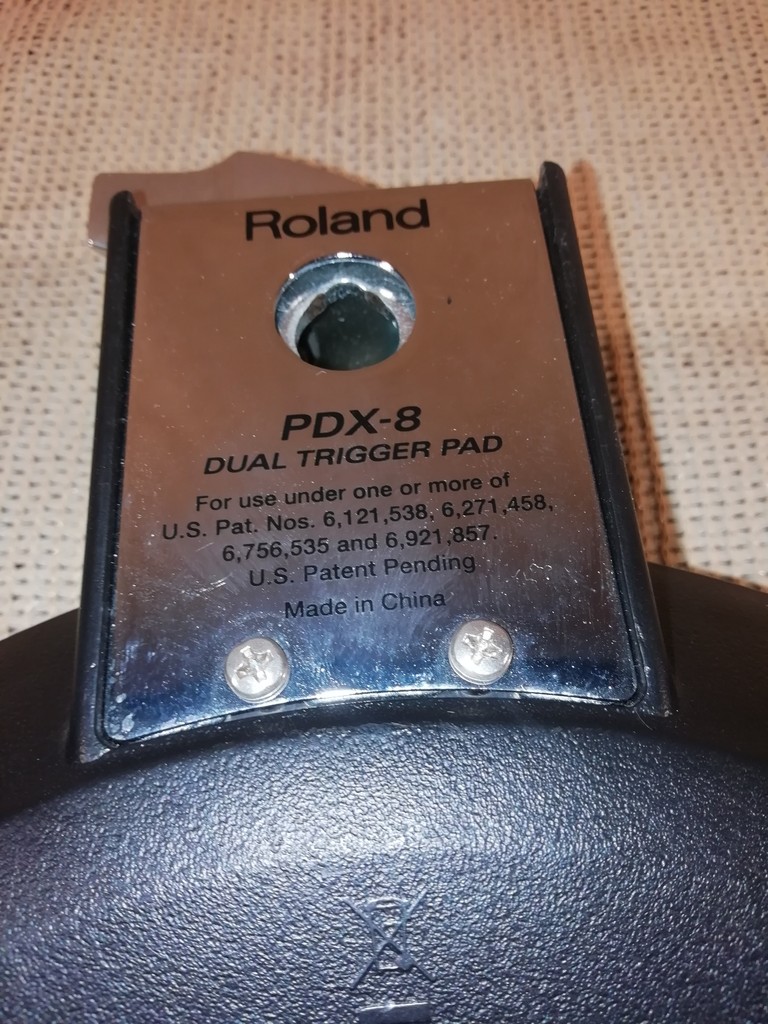 Roland
PDX-8
DUAL TRIGGER PAD
For use under one or more of
U.S. Pat. Nos. 6,121,538, 6,271,458,
6,756,535 and 6,921,857.
U.S. Patent Pending
Made in China